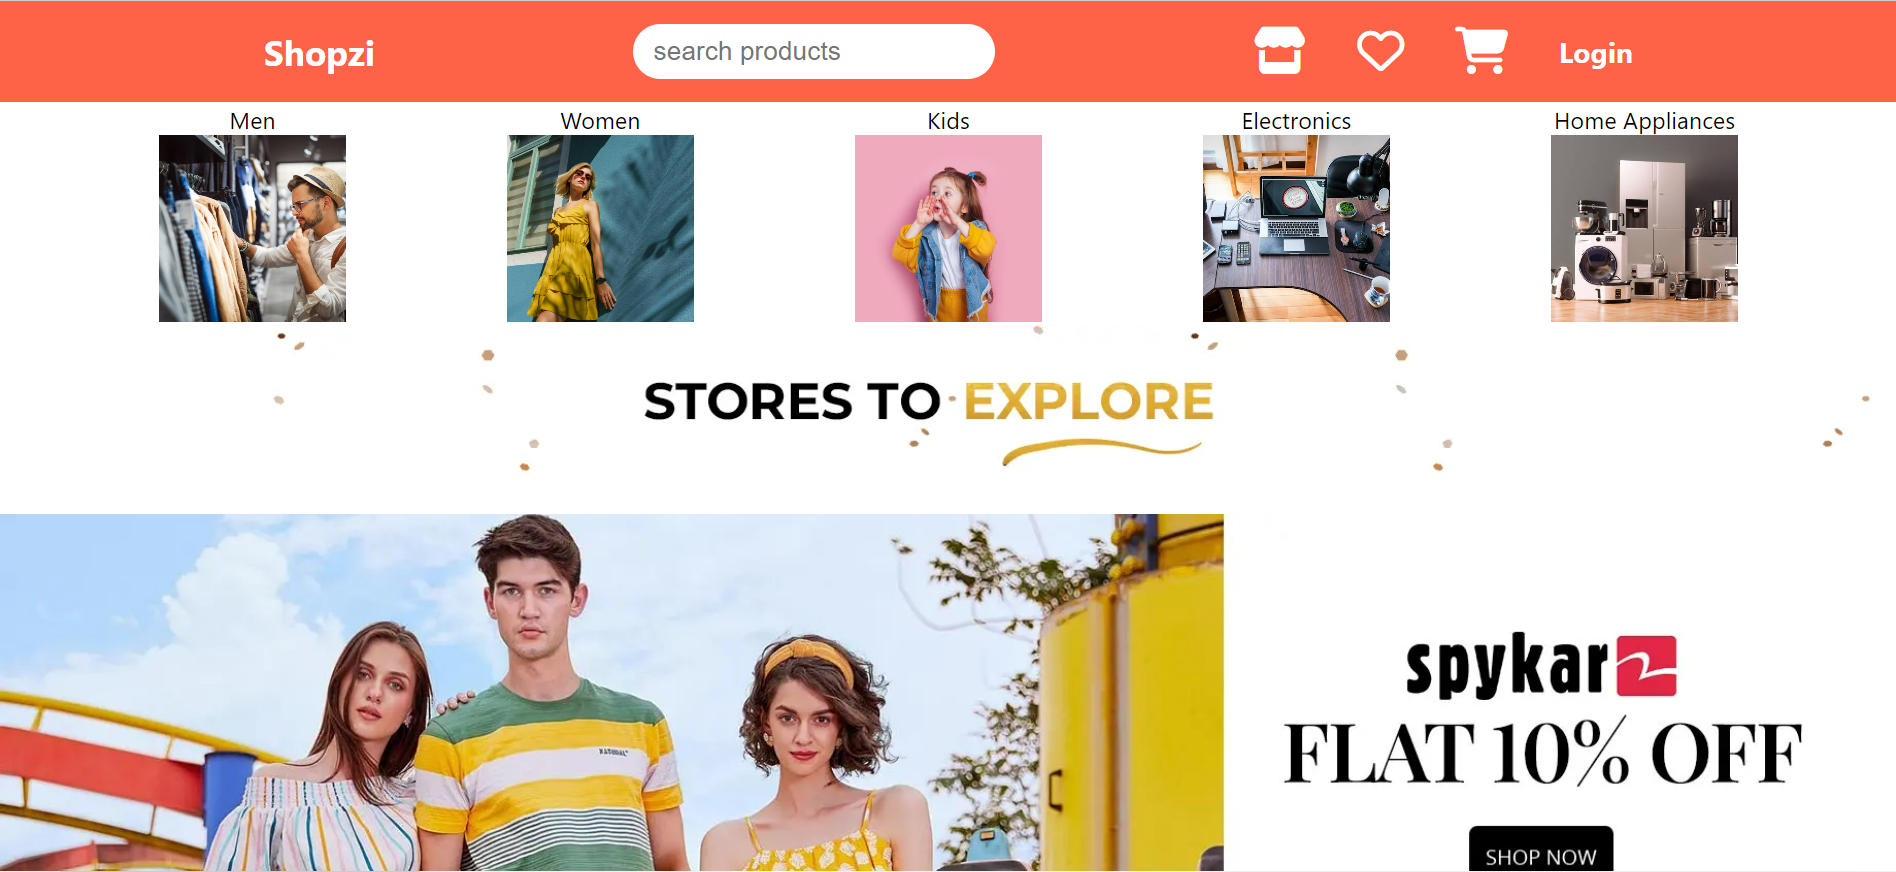 Shopzi
search products
Login
Men
Women
Kids
Electronics
Home Appliances
STORES TO EXPLORE
spykar
FLAT 10% OFF
SHOP NOW